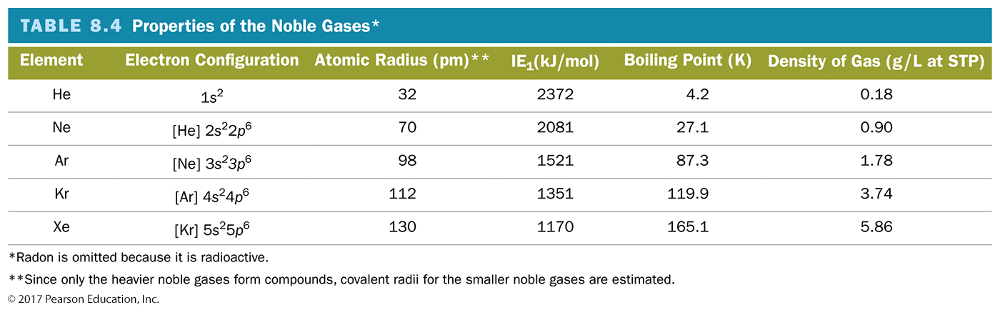 TABLE 8.4 Properties of the Noble Gases*
Element Electron Configuration Atomic Radius (pm)** IE₁(kJ/mol) Boiling Point (K) Density of Gas (g/L at STP)
He 1s² 32 2372 4.2 0.18
Ne [He] 2s²2p⁶ 70 2081 27.1 0.90
Ar [Ne] 3s²3p⁶ 98 1521 87.3 1.78
Kr [Ar] 4s²4p⁶ 112 1351 119.9 3.74
Xe [Kr] 5s²5p⁶ 130 1170 165.1 5.86
*Radon is omitted because it is radioactive.
**Since only the heavier noble gases form compounds, covalent radii for the smaller noble gases are estimated.
© 2017 Pearson Education, Inc.